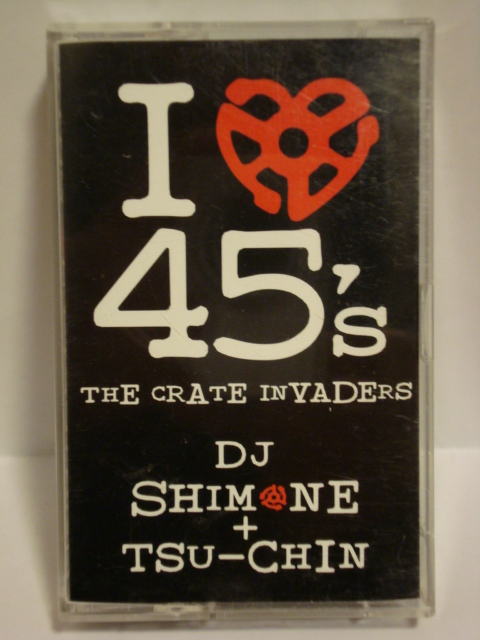 I
45's
THE CRATE INVADERS
DJ
SHIMONE
+
TSU-CHIN